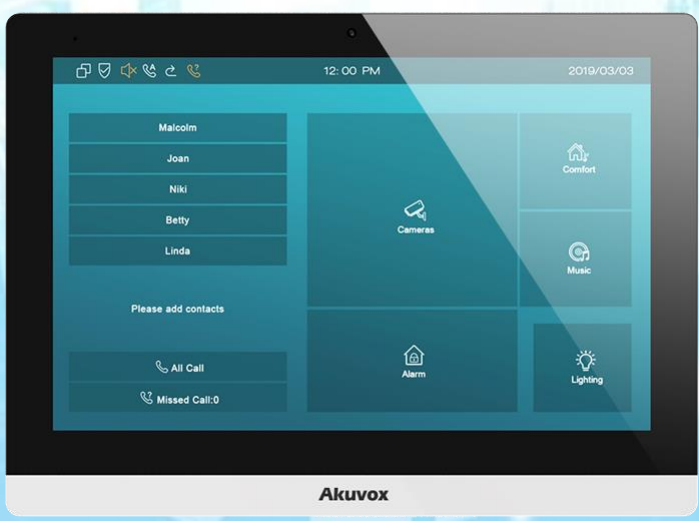 12:00 PM
2019/03/03
Malcolm
Joan
Niki
Betty
Linda
Please add contacts
All Call
Missed Call:0
Cameras
Alarm
Comfort
Music
Lighting
Akuvox